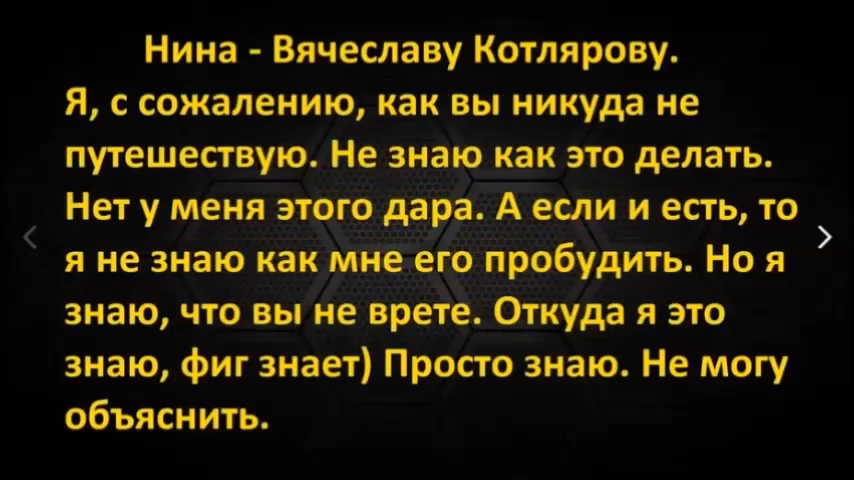 Нина - Вячеславу Котлярову.
Я, с сожалению, как вы никуда не
путешествую. Не знаю как это делать.
Нет у меня этого дара. А если и есть, то
я не знаю как мне его пробудить. Но я
знаю, что вы не врете. Откуда я это
знаю, фиг знает) Просто знаю. Не могу
объяснить.